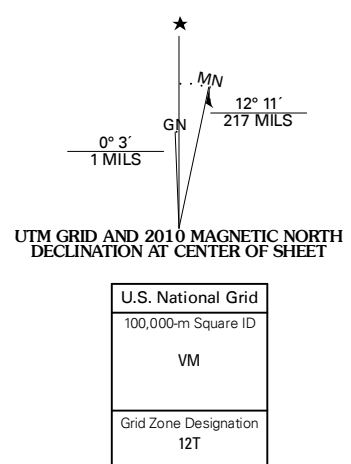 MN
GN
12° 11´
217 MILS
0° 3´
1 MILS
UTM GRID AND 2010 MAGNETIC NORTH
DECLINATION AT CENTER OF SHEET
U.S. National Grid
100,000-m Square ID
VM
Grid Zone Designation
12T